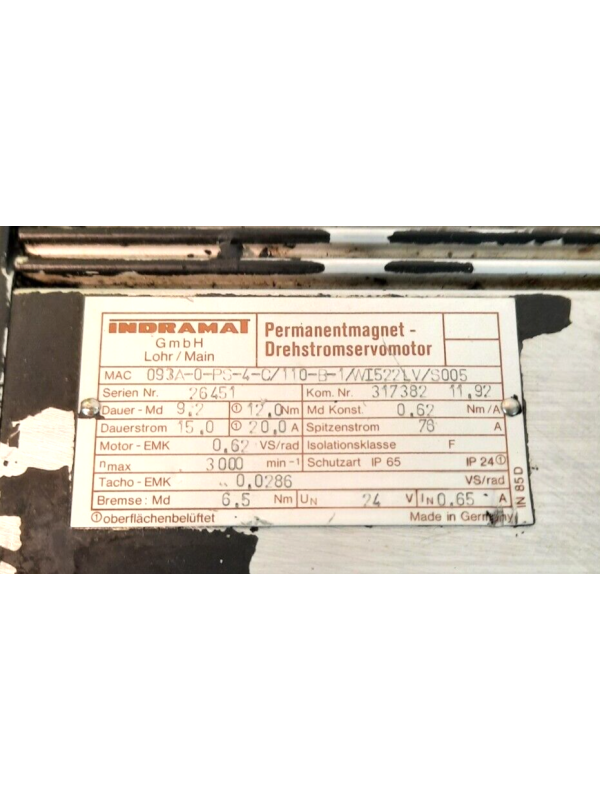 INDRAMAT
GmbH
Lohr / Main
Permanentmagnet -
Drehstromservomotor
MAC 093A-0-PS-4-C/110-B-1/WI522LV/S005
Serien Nr. 26451 Kom. Nr. 317382 11,92
Dauer - Md 9,2 ① 12,0 Nm Md Konst. 0,62 Nm/A
Dauerstrom 15,0 ① 20,0 A Spitzenstrom 78 A
Motor - EMK 0,62 VS/rad Isolationsklasse F
nmax 3000 min -1 Schutzart IP 65 IP 24 ①
Tacho - EMK 0,0286 VS/rad
Bremse : Md 6,5 Nm UN 24 V IN 0,65 A
①oberflächenbelüftet Made in Germany
IN 85 D